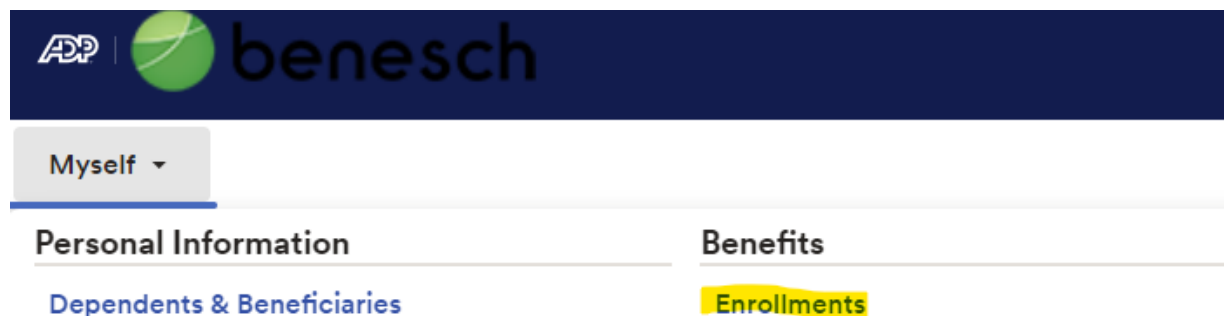 ADP benesch
Myself
Personal Information
Benefits
Dependents & Beneficiaries
Enrollments